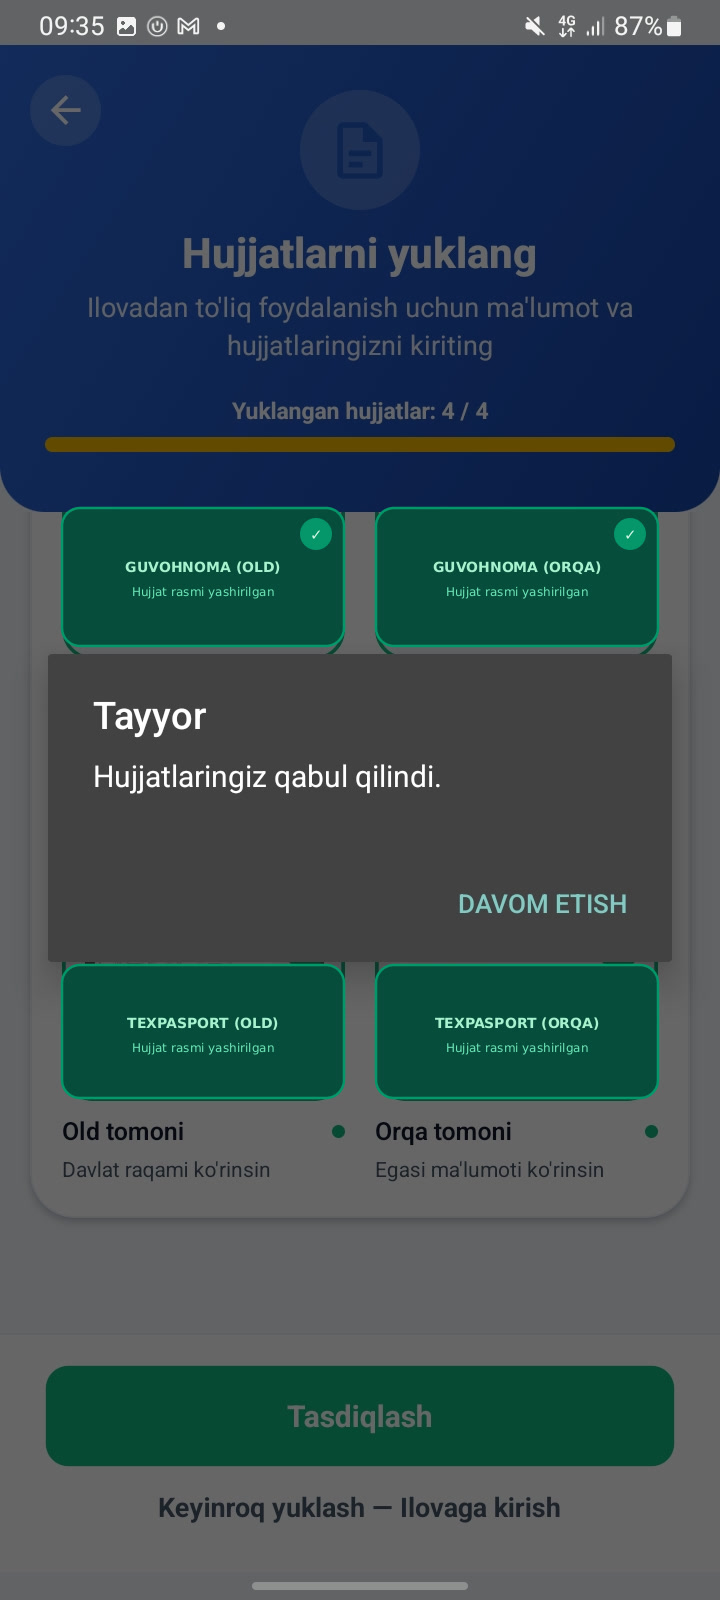 09:35
4G
87%
Hujjatlarni yuklang
Ilovadan to'liq foydalanish uchun ma'lumot va
hujjatlaringizni kiriting
Yuklangan hujjatlar: 4 / 4
GUVOHNOMA (OLD)
Hujjat rasmi yashirilgan
GUVOHNOMA (ORQA)
Hujjat rasmi yashirilgan
Tayyor
Hujjatlaringiz qabul qilindi.
DAVOM ETISH
TEXPASPORT (OLD)
Hujjat rasmi yashirilgan
TEXPASPORT (ORQA)
Hujjat rasmi yashirilgan
Old tomoni
Davlat raqami ko'rinsin
Orqa tomoni
Egasi ma'lumoti ko'rinsin
Tasdiqlash
Keyinroq yuklash — Ilovaga kirish